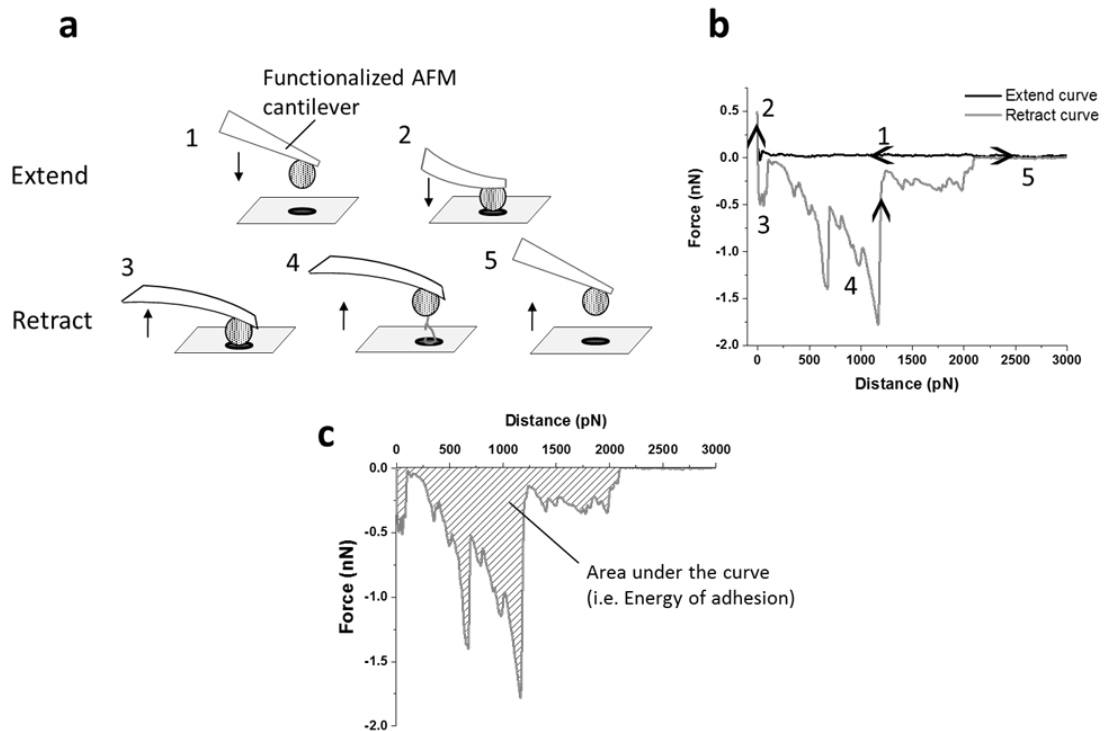 a
Functionalized AFM
cantilever
1
2
Extend
3
4
5
Retract
b
Extend curve
Retract curve
0.5
0.0
-0.5
-1.0
-1.5
-2.0
Force (nN)
2
1
5
3
4
0
500
1000
1500
2000
2500
3000
Distance (pN)
c
Distance (pN)
0
500
1000
1500
2000
2500
3000
0.0
-0.5
-1.0
-1.5
-2.0
Force (nN)
Area under the curve
(i.e. Energy of adhesion)